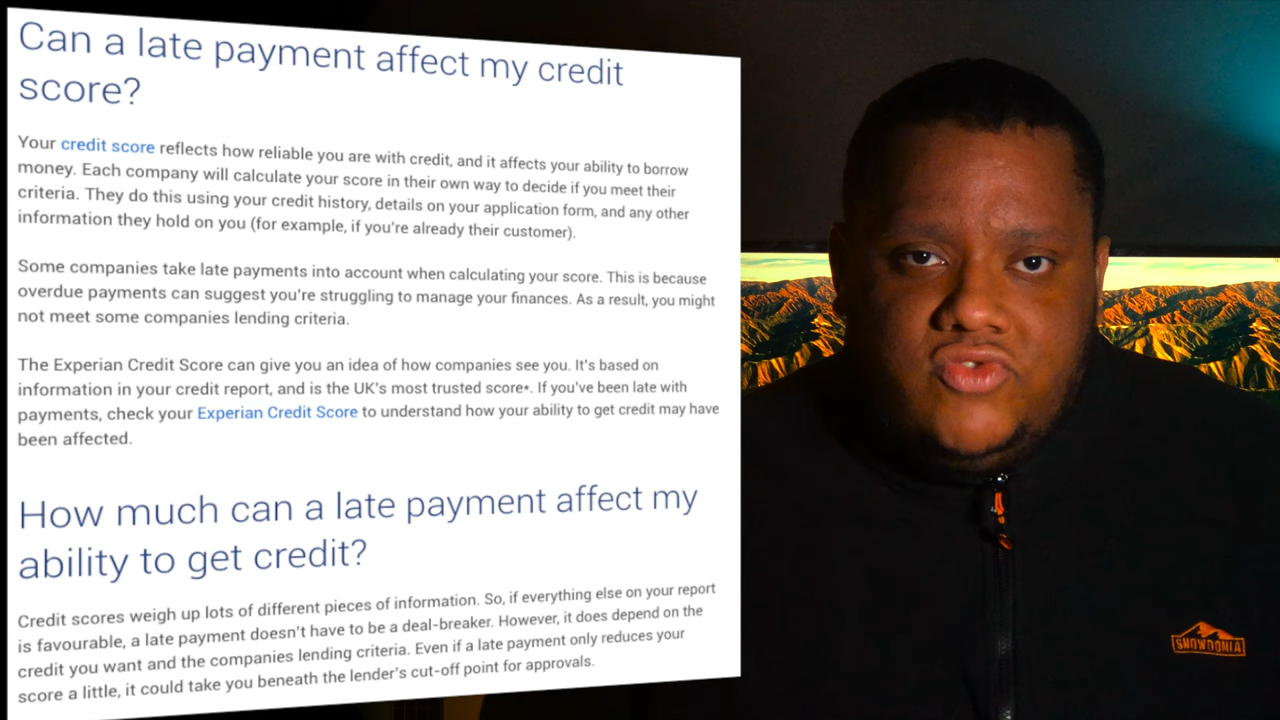 Can a late payment affect my credit
score?
Your credit score reflects how reliable you are with credit, and it affects your ability to borrow
money. Each company will calculate your score in their own way to decide if you meet their
criteria. They do this using your credit history, details on your application form, and any other
information they hold on you (for example, if you're already their customer).
Some companies take late payments into account when calculating your score. This is because
overdue payments can suggest you're struggling to manage your finances. As a result, you might
not meet some companies lending criteria.
The Experian Credit Score can give you an idea of how companies see you. It's based on
information in your credit report, and is the UK's most trusted score*. If you've been late with
payments, check your Experian Credit Score to understand how your ability to get credit may have
been affected.
How much can a late payment affect my
ability to get credit?
Credit scores weigh up lots of different pieces of information. So, if everything else on your report
is favourable, a late payment doesn't have to be a deal-breaker. However, it does depend on the
credit you want and the companies lending criteria. Even if a late payment only reduces your
score a little, it could take you beneath the lender's cut-off point for approvals.
SNOWDONIA